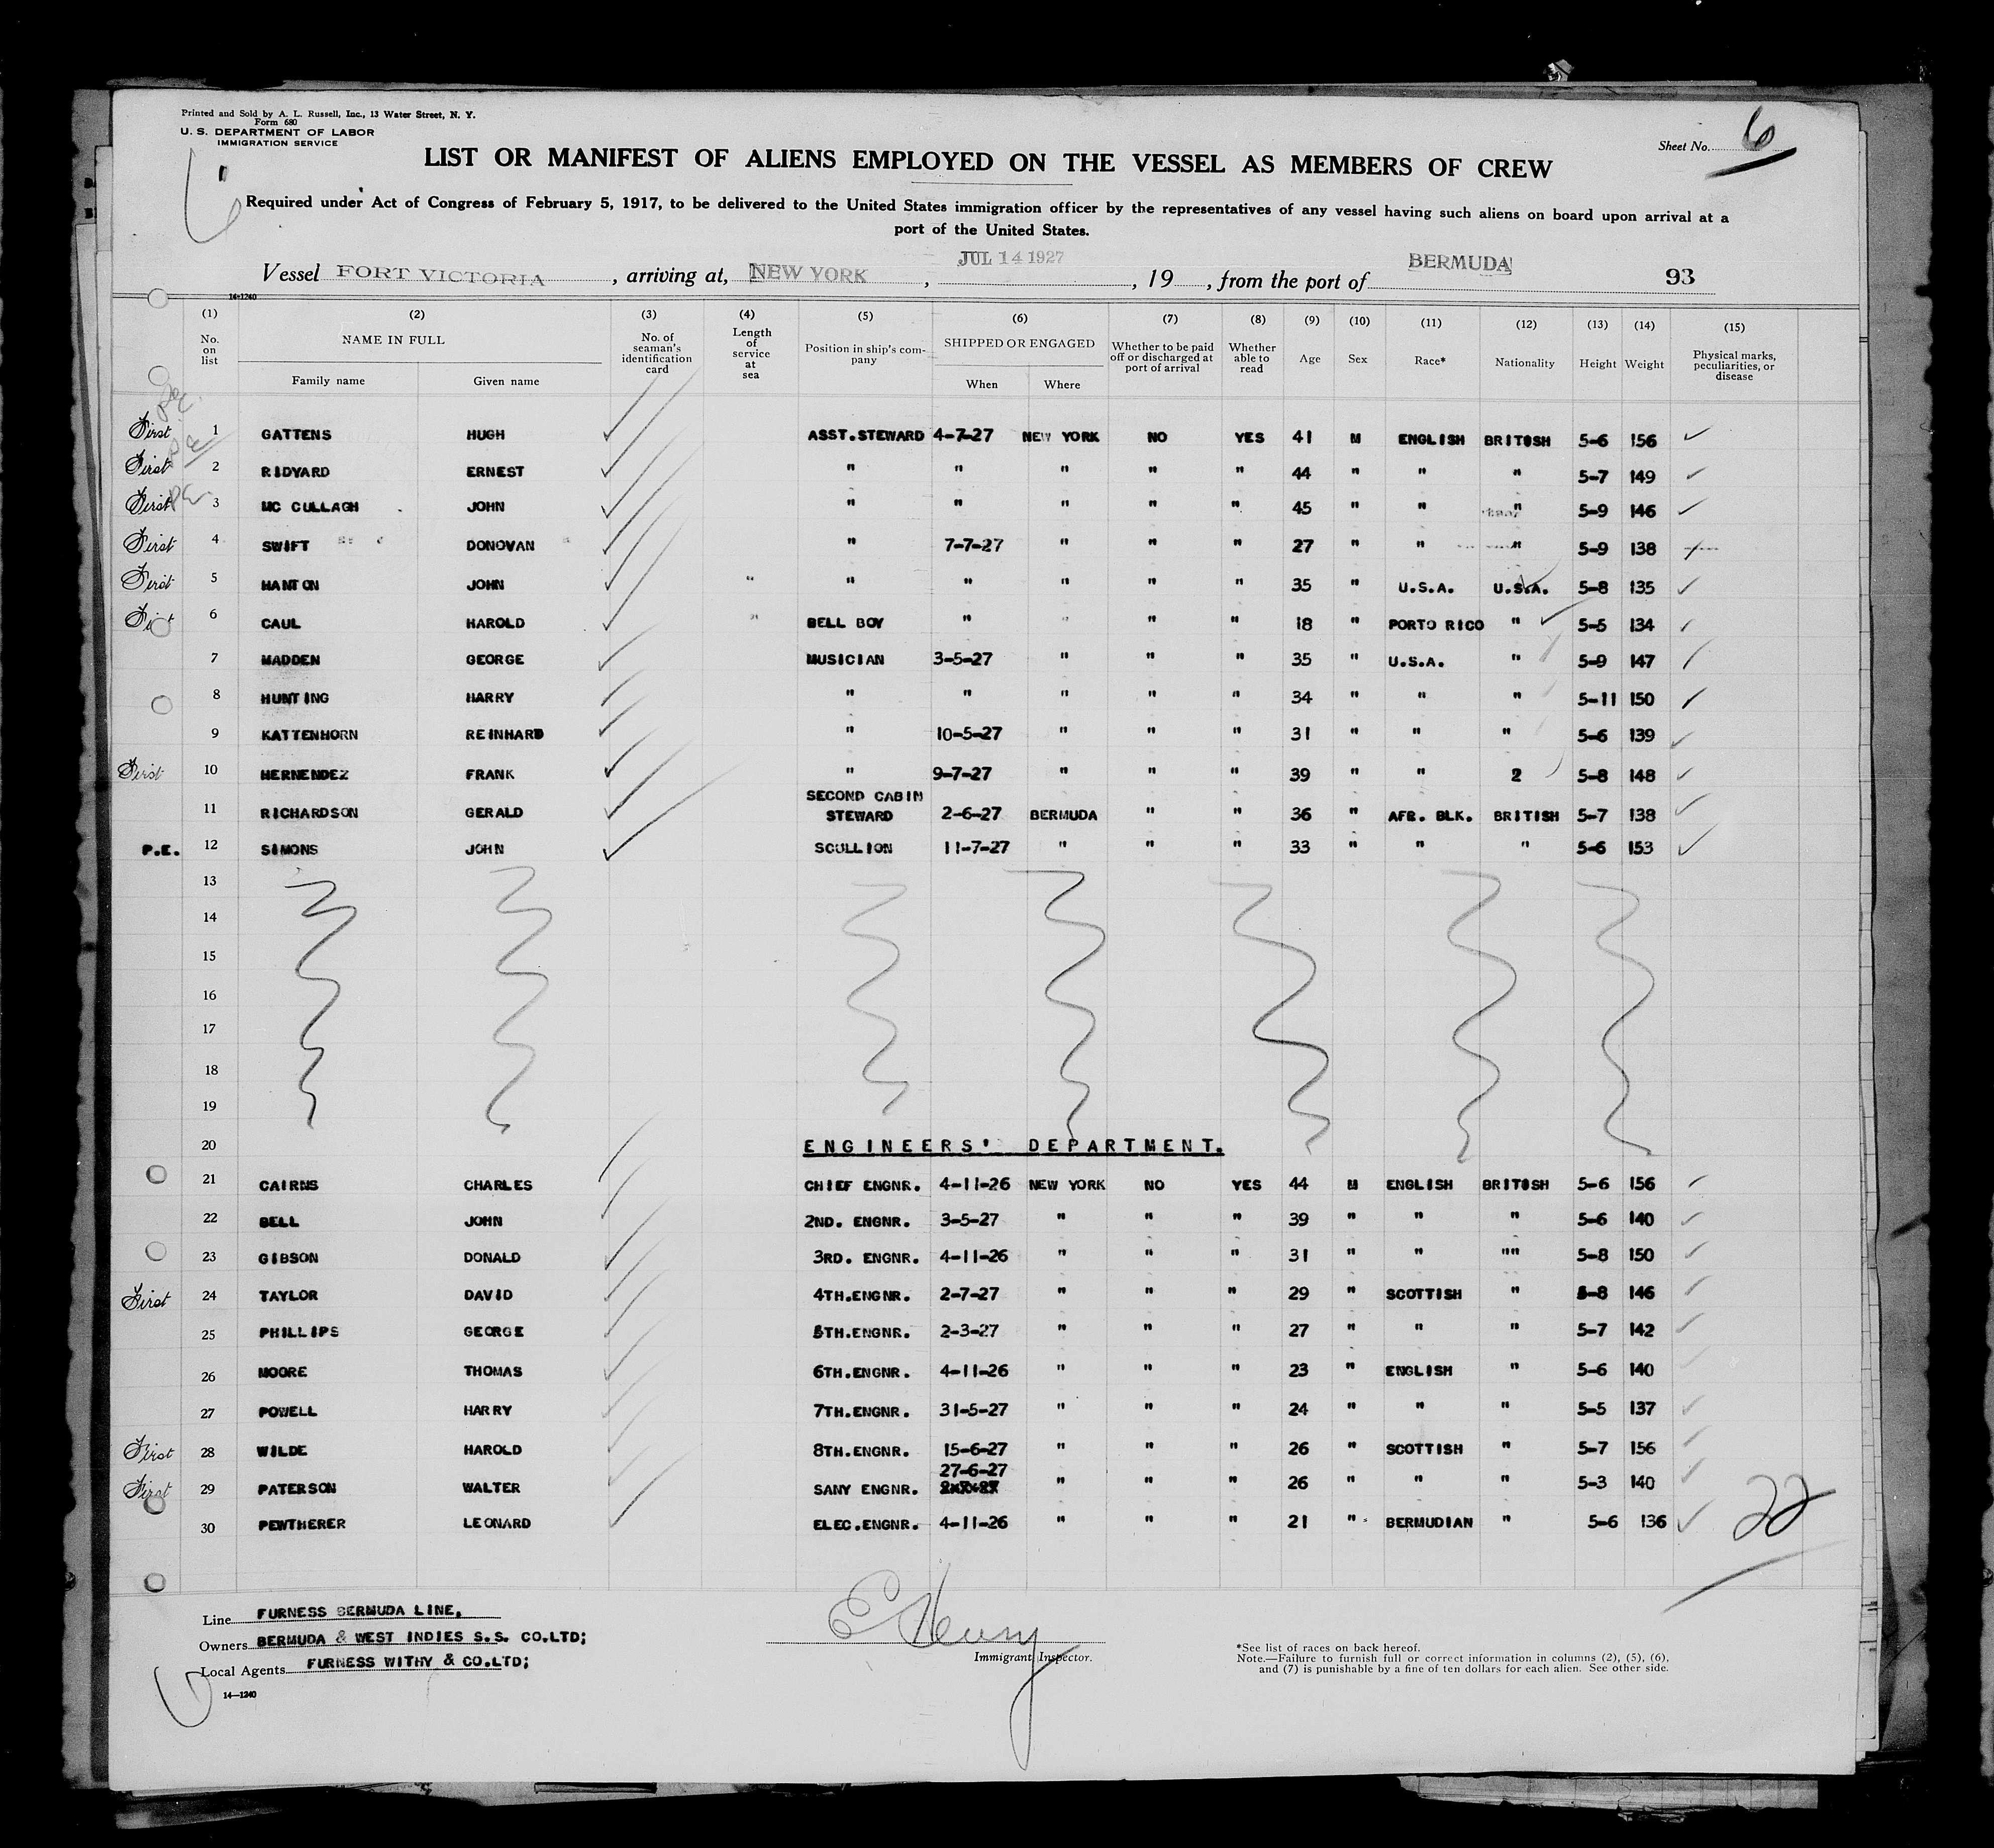 Printed and Sold by A. L. Russell, Inc., 13 Water Street, N. Y.
Form 680
U. S. DEPARTMENT OF LABOR
IMMIGRATION SERVICE
Sheet No. 6
LIST OR MANIFEST OF ALIENS EMPLOYED ON THE VESSEL AS MEMBERS OF CREW
Required under Act of Congress of February 5, 1917, to be delivered to the United States immigration officer by the representatives of any vessel having such aliens on board upon arrival at a
port of the United States.
Vessel FORT VICTORIA, arriving at, NEW YORK, JUL 14 1927, 19 , from the port of BERMUDA 93
14-1240
(1) (2) (3) (4) (5) (6) (7) (8) (9) (10) (11) (12) (13) (14) (15)
No. on list NAME IN FULL Family name Given name No. of seaman's identification card Length of service at sea Position in ship's company SHIPPED OR ENGAGED When Where Whether to be paid off or discharged at port of arrival Whether able to read Age Sex Race* Nationality Height Weight Physical marks, peculiarities, or disease
First 1 GATTENS HUGH ASST.STEWARD 4-7-27 NEW YORK NO YES 41 M ENGLISH BRITISH 5-6 156
First 2 RIDYARD ERNEST " " " " " 44 " " " 5-7 149
First 3 MC CULLAGH JOHN " " " " " 45 " " " 5-9 146
First 4 SWIFT DONOVAN " 7-7-27 " " " 27 " " " 5-9 138
First 5 HANTON JOHN " " " " " " 35 " U.S.A. U.S.A. 5-8 135
First 6 CAUL HAROLD " BELL BOY " " " " 18 " PORTO RICO " 5-5 134
7 MADDEN GEORGE MUSICIAN 3-5-27 " " " 35 " U.S.A. " 5-9 147
8 HUNTING HARRY " " " " " 34 " " " 5-11 150
9 KATTENHORN REINHARD " 10-5-27 " " " 31 " " " 5-6 139
First 10 HERNENDEZ FRANK " 9-7-27 " " " 39 " " 2 5-8 148
11 RICHARDSON GERALD SECOND CABIN STEWARD 2-6-27 BERMUDA " " 36 " AFR. BLK. BRITISH 5-7 138
P.E. 12 SIMONS JOHN SCULLION 11-7-27 " " " 33 " " " 5-6 153
13
14
15
16
17
18
19
20 ENGINEERS' DEPARTMENT.
21 CAIRNS CHARLES CHIEF ENGNR. 4-11-26 NEW YORK NO YES 44 M ENGLISH BRITISH 5-6 156
22 BELL JOHN 2ND. ENGNR. 3-5-27 " " " 39 " " " 5-6 140
23 GIBSON DONALD 3RD. ENGNR. 4-11-26 " " " 31 " " "" 5-8 150
First 24 TAYLOR DAVID 4TH.ENGNR. 2-7-27 " " " 29 " SCOTTISH " 5-8 146
25 PHILLIPS GEORGE 5TH.ENGNR. 2-3-27 " " " 27 " " " 5-7 142
26 MOORE THOMAS 6TH.ENGNR. 4-11-26 " " " 23 " ENGLISH " 5-6 140
27 POWELL HARRY 7TH.ENGNR. 31-5-27 " " " 24 " " " 5-5 137
First 28 WILDE HAROLD 8TH.ENGNR. 15-6-27 " " " 26 " SCOTTISH " 5-7 156
First 29 PATERSON WALTER SANY ENGNR. 27-6-27 " " " 26 " " " 5-3 140
30 PEWTHERER LEONARD ELEC.ENGNR. 4-11-26 " " " 21 " BERMUDIAN " 5-6 136
22
Line FURNESS BERMUDA LINE,
Owners BERMUDA & WEST INDIES S.S. CO.LTD;
Local Agents FURNESS WITHY & CO.LTD;
14-1240
E Henry
Immigrant Inspector.
*See list of races on back hereof.
Note.—Failure to furnish full or correct information in columns (2), (5), (6),
and (7) is punishable by a fine of ten dollars for each alien. See other side.